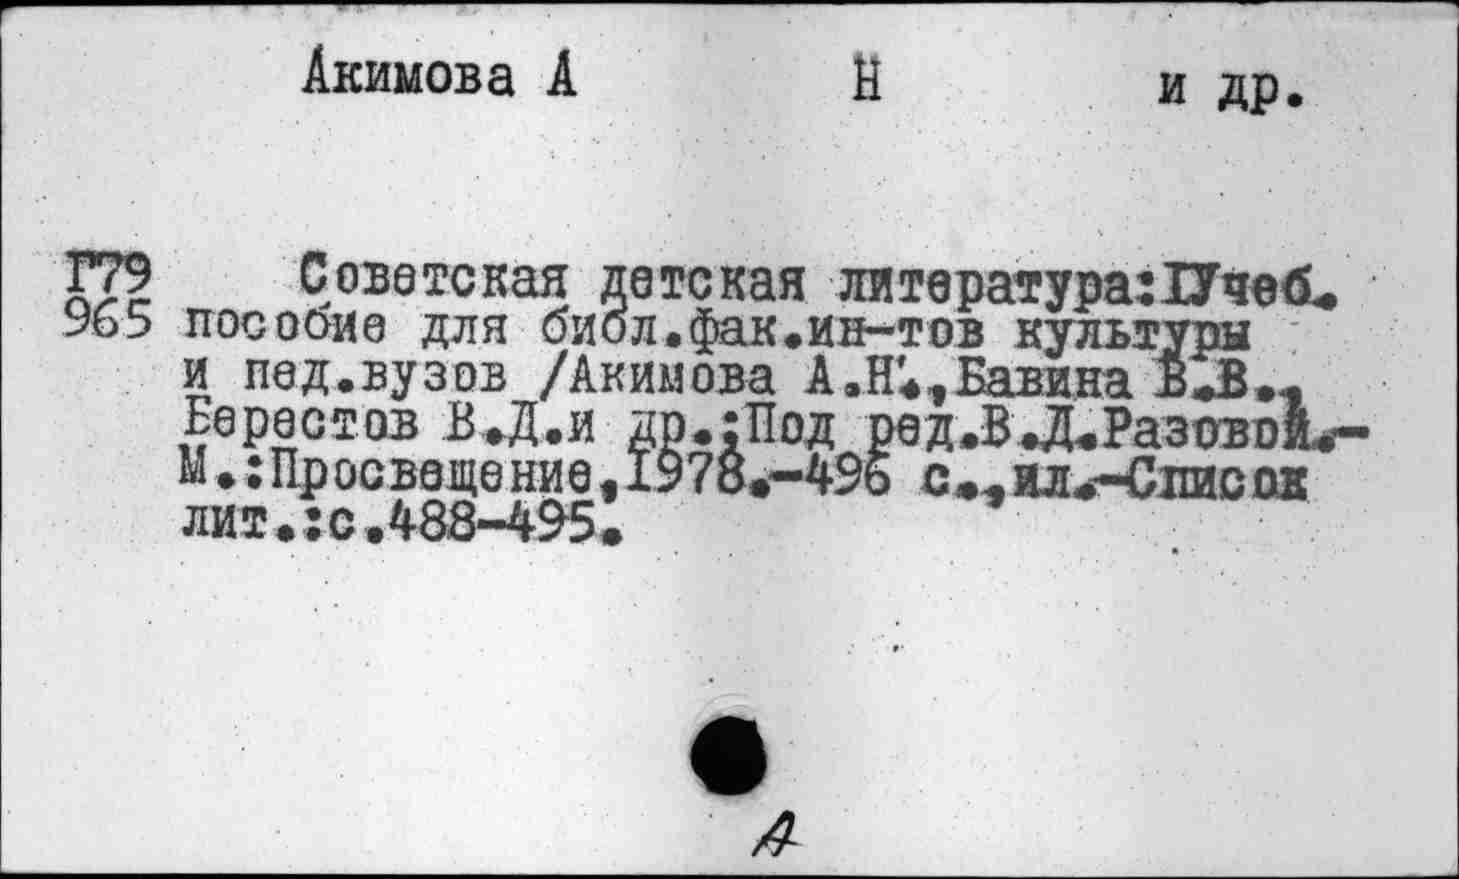 Акимова А Н и др.
Г79 Советская детская литература:[Учеб.
965 пособие для библ.фак.ин-тов культуры
и пед.вузов /Акимова А.Н.,Бавина В.В.,
Берестов В.Д.и др.;Под ред.В.Д.Разовой.-
М.:Просвещение,1978.-496 с.,ил.-Список
лит.:с.488-495.
А